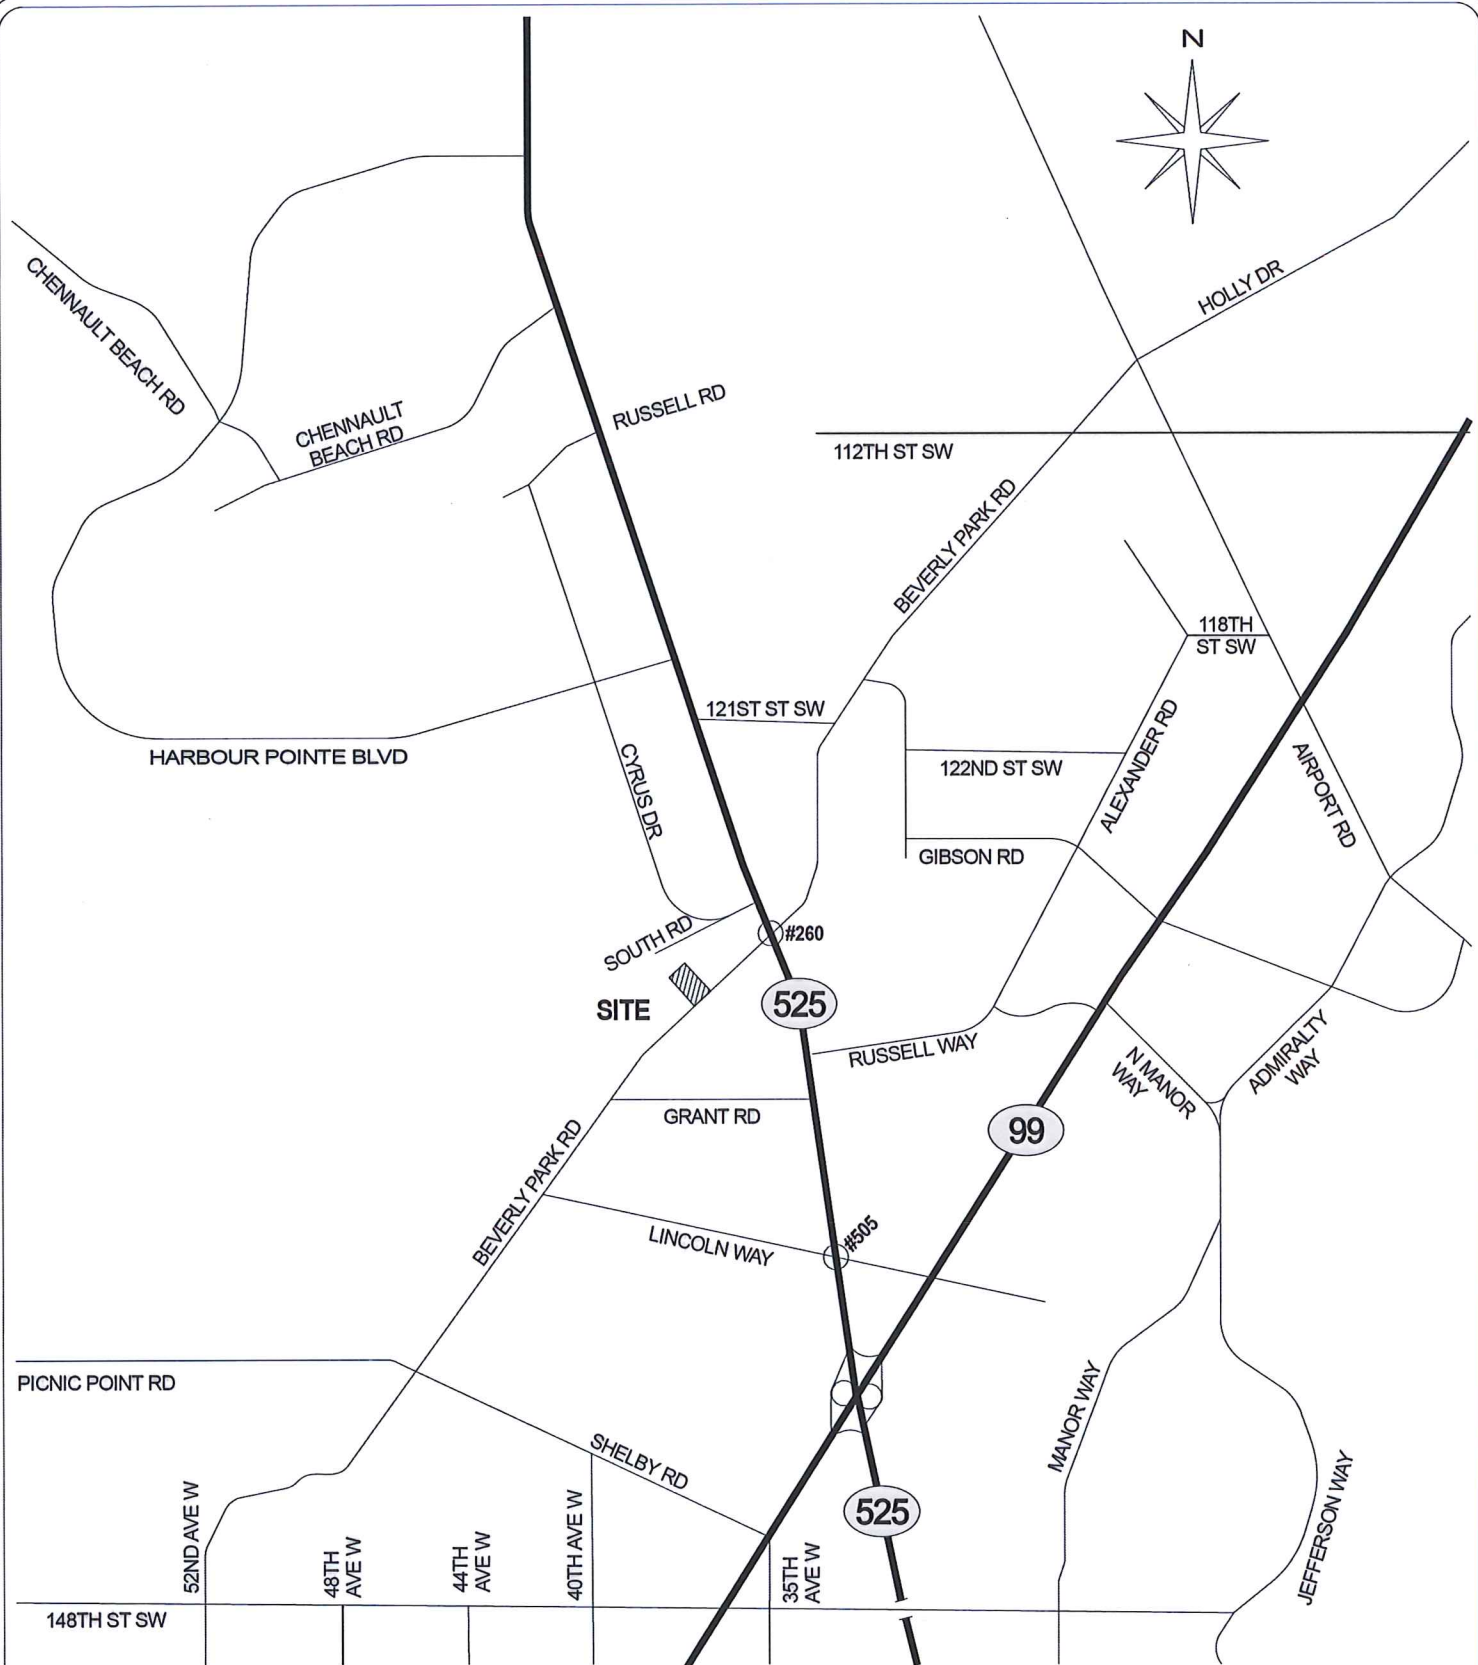 N
HOLLY DR
CHENNAULT BEACH RD
CHENNAULT
BEACH RD
RUSSELL RD
112TH ST SW
BEVERLY PARK RD
118TH
ST SW
121ST ST SW
HARBOUR POINTE BLVD
CYRUS DR
122ND ST SW
ALEXANDER RD
AIRPORT RD
GIBSON RD
SOUTH RD
#260
SITE
525
RUSSELL WAY
N MANOR
WAY
ADMIRALTY
WAY
GRANT RD
99
BEVERLY PARK RD
LINCOLN WAY
#505
PICNIC POINT RD
SHELBY RD
MANOR WAY
JEFFERSON WAY
525
52ND AVE W
48TH
AVE W
44TH
AVE W
40TH AVE W
35TH
AVE W
148TH ST SW